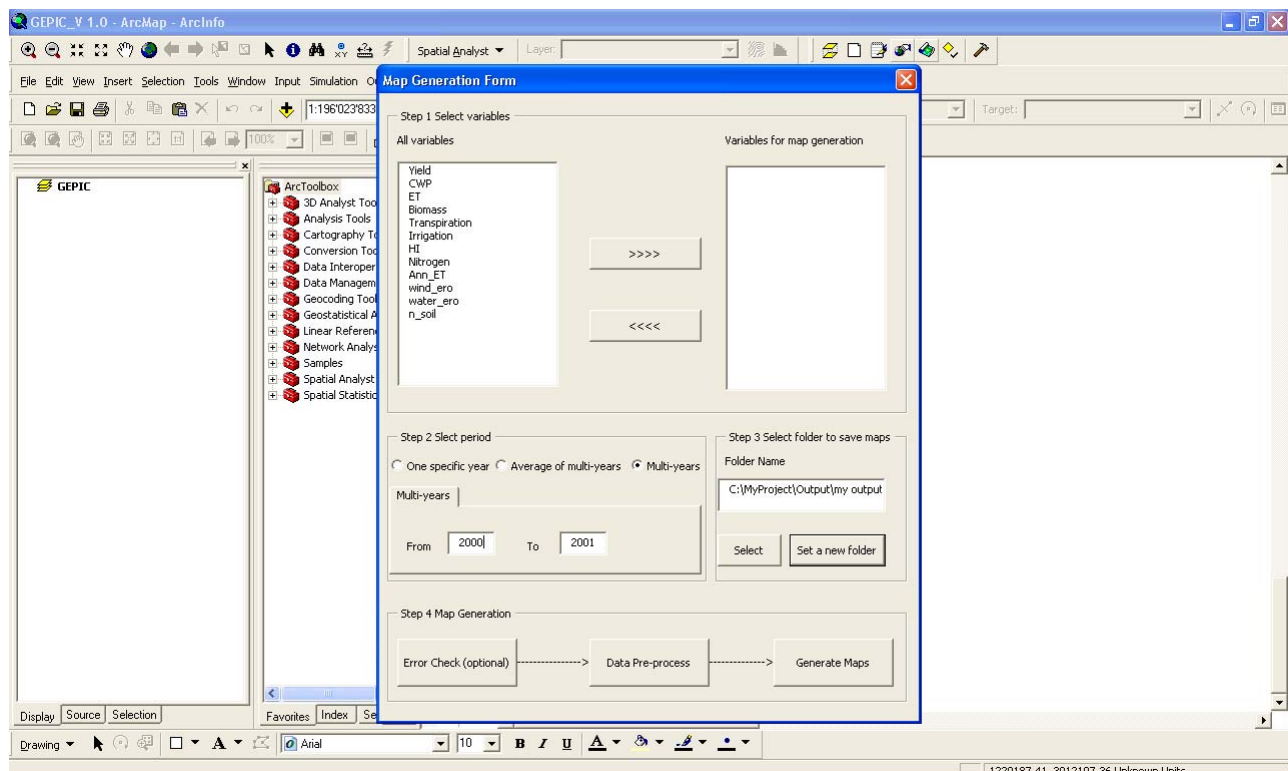 GEPIC_V 1.0 - ArcMap - ArcInfo
Spatial Analyst
Layer:
File Edit View Insert Selection Tools Window Input Simulation
1:196'023'833
Target:
100%
Map Generation Form
Step 1 Select variables
All variables
Variables for map generation
Yield
CWP
ET
Biomass
Transpiration
Irrigation
HI
Nitrogen
Ann_ET
wind_ero
water_ero
n_soil
>>>>
<<<<
Step 2 Slect period
One specific year
Average of multi-years
Multi-years
Multi-years
From 2000 To 2001
Step 3 Select folder to save maps
Folder Name
C:\MyProject\Output\my output
Select
Set a new folder
Step 4 Map Generation
Error Check (optional) --------------> Data Pre-process ------------> Generate Maps
GEPIC
ArcToolbox
3D Analyst Too
Analysis Tools
Cartography To
Conversion Too
Data Interoper
Data Managem
Geocoding Tool
Geostatistical A
Linear Referen
Network Analys
Samples
Spatial Analyst
Spatial Statistic
Display Source Selection
Favorites Index Se
Drawing
A
Arial
10
B I U A